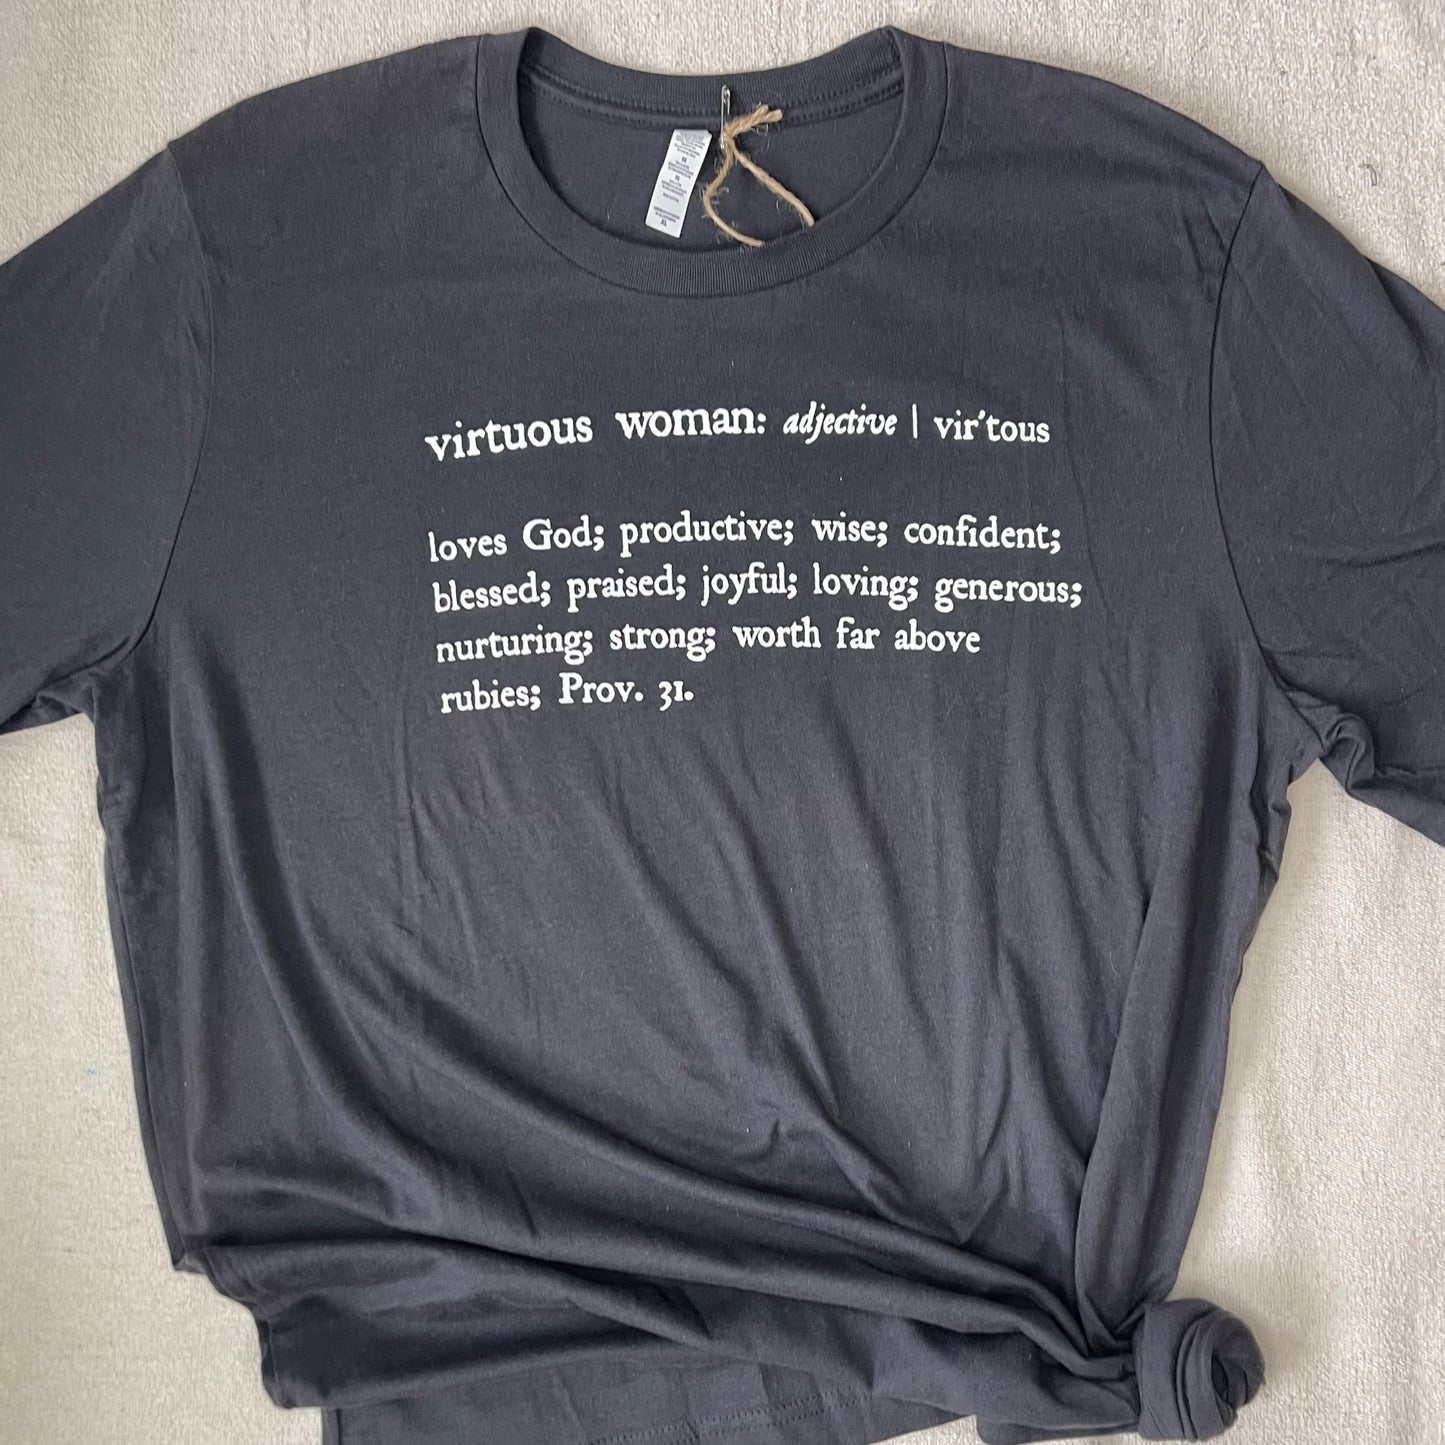 virtuous woman: adjective | vir'tous
loves God; productive; wise; confident;
blessed; praised; joyful; loving; generous;
nurturing; strong; worth far above
rubies; Prov. 31.
XL